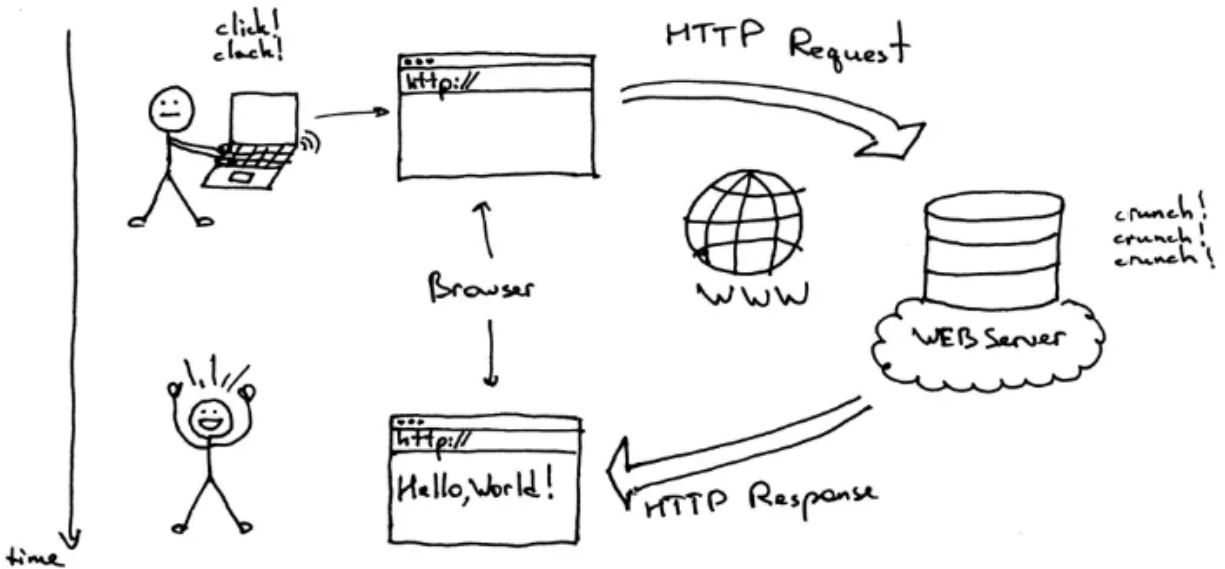 click!
clack!
HTTP Request
http://
crunch!
crunch!
crunch!
Browser
WWW
WEB Server
http://
Hello, World!
HTTP Response
time